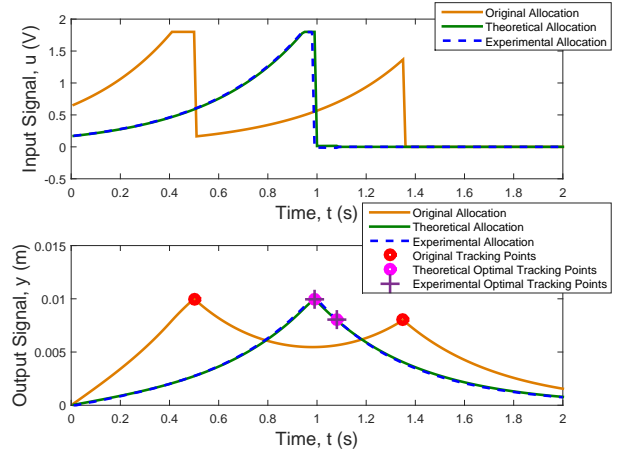 Original Allocation
Theoretical Allocation
Experimental Allocation
Input Signal, u (V)
2
1.5
1
0.5
0
-0.5
0 0.2 0.4 0.6 0.8 1 1.2 1.4 1.6 1.8 2
Time, t (s)
Original Allocation
Theoretical Allocation
Experimental Allocation
Original Tracking Points
Theoretical Optimal Tracking Points
Experimental Optimal Tracking Points
Output Signal, y (m)
0.015
0.01
0.005
0
0 0.2 0.4 0.6 0.8 1 1.2 1.4 1.6 1.8 2
Time, t (s)